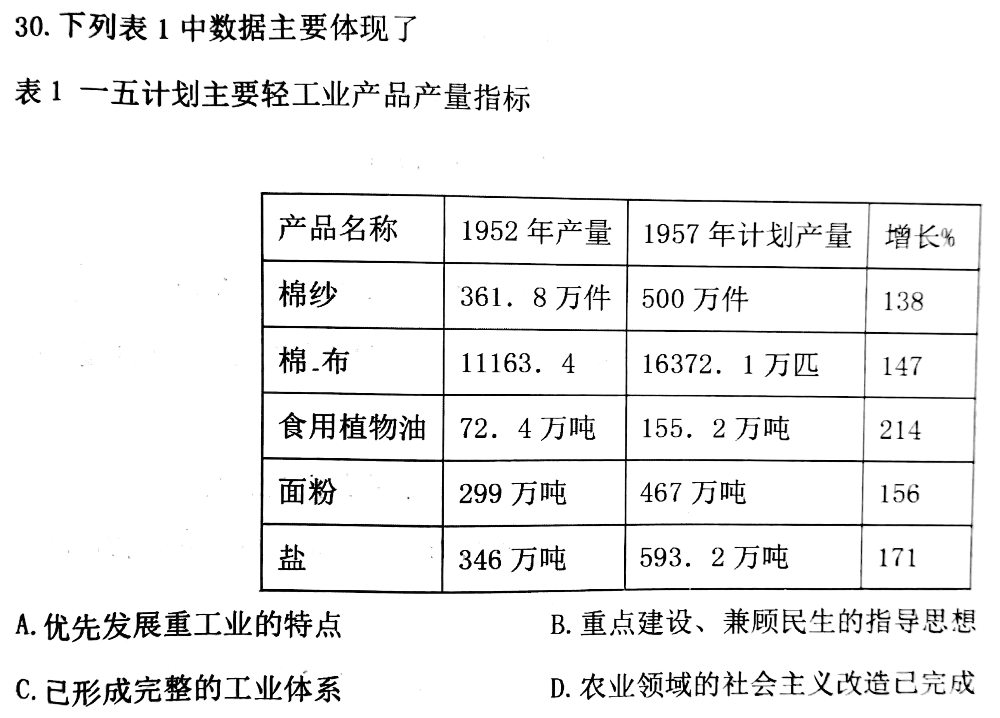 30. 下列表 1 中数据主要体现了
表 1 一五计划主要轻工业产品产量指标
产品名称 1952 年产量 1957 年计划产量 增长%
棉纱 361. 8 万件 500 万件 138
棉布 11163. 4 16372. 1 万匹 147
食用植物油 72. 4 万吨 155. 2 万吨 214
面粉 299 万吨 467 万吨 156
盐 346 万吨 593. 2 万吨 171
A. 优先发展重工业的特点 B. 重点建设、兼顾民生的指导思想
C. 已形成完整的工业体系 D. 农业领域的社会主义改造已完成